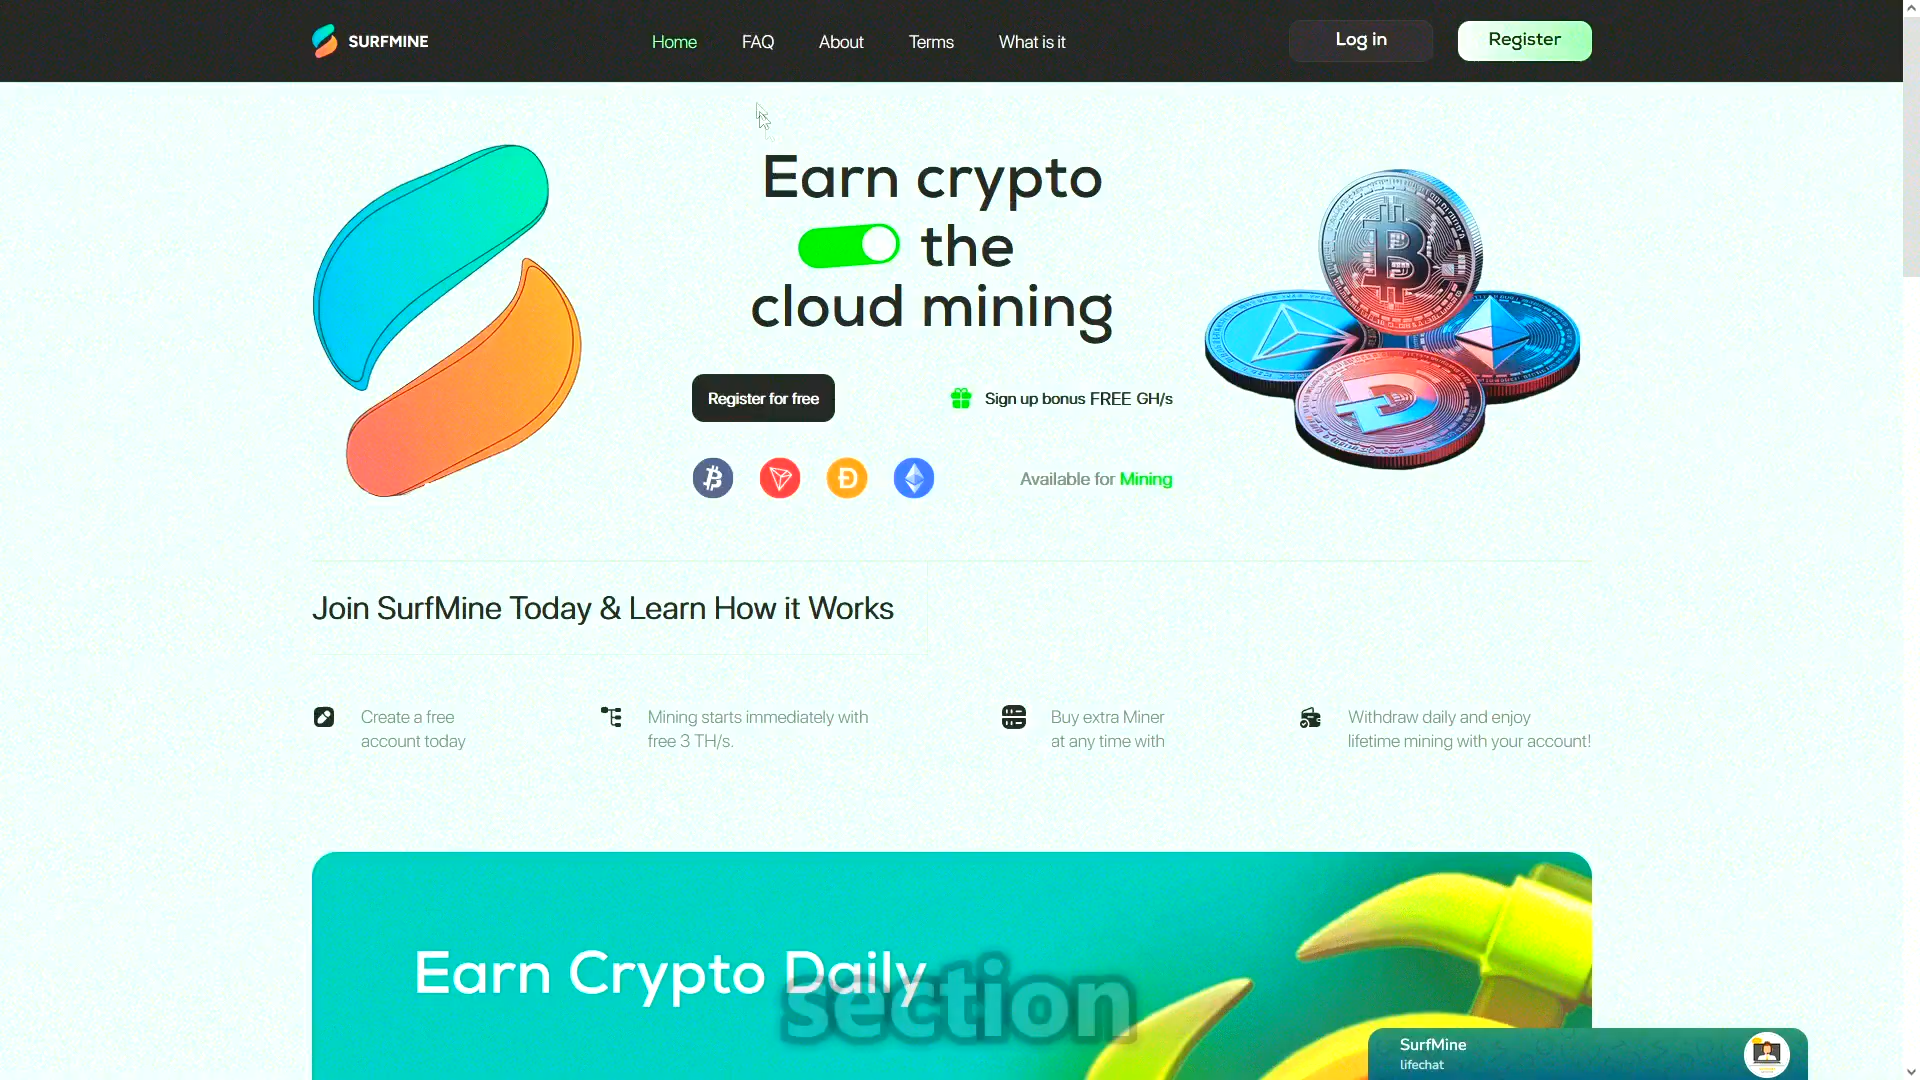 SURFMINE
Home
FAQ
About
Terms
What is it
Log in
Register
Earn crypto
the
cloud mining
Register for free
Sign up bonus FREE GH/s
Available for Mining
Join SurfMine Today & Learn How it Works
Create a free
account today
Mining starts immediately with
free 3 TH/s.
Buy extra Miner
at any time with
Withdraw daily and enjoy
lifetime mining with your account!
Earn Crypto Daily
section
SurfMine
lifechat